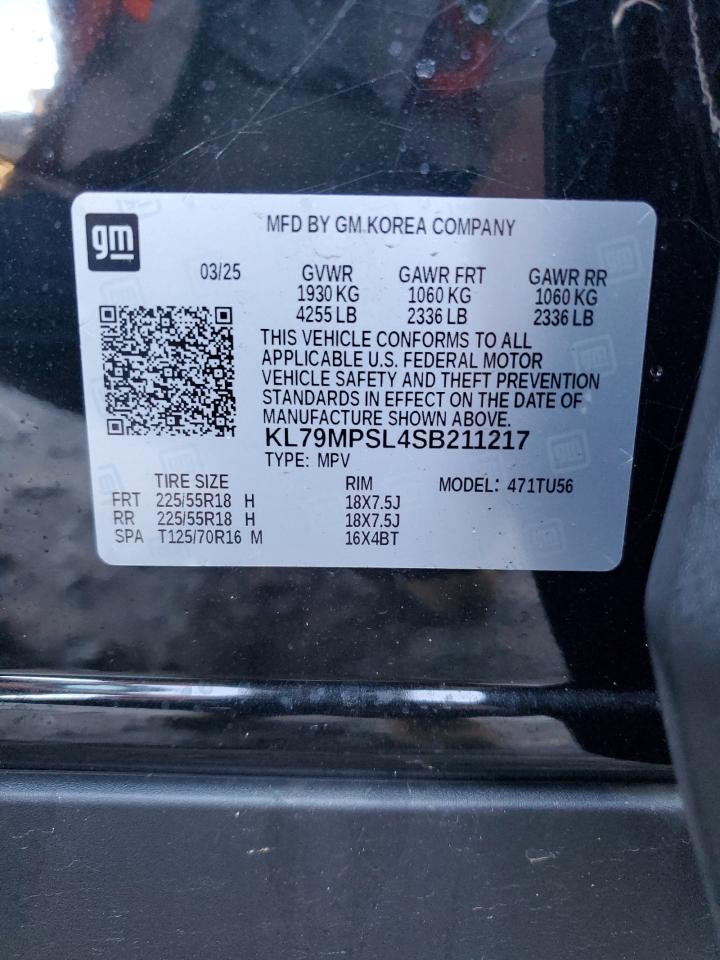 gm
MFD BY GM KOREA COMPANY
03/25 GVWR GAWR FRT GAWR RR
1930 KG 1060 KG 1060 KG
4255 LB 2336 LB 2336 LB
THIS VEHICLE CONFORMS TO ALL
APPLICABLE U.S. FEDERAL MOTOR
VEHICLE SAFETY AND THEFT PREVENTION
STANDARDS IN EFFECT ON THE DATE OF
MANUFACTURE SHOWN ABOVE.
KL79MPSL4SB211217
TYPE: MPV
TIRE SIZE RIM MODEL: 471TU56
FRT 225/55R18 H 18X7.5J
RR 225/55R18 H 18X7.5J
SPA T125/70R16 M 16X4BT